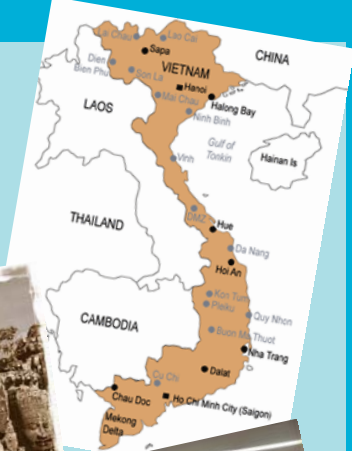 Lai Chau
Lao Cai
Sapa
CHINA
Dien
Bien Phu
Son La
VIETNAM
Hanoi
Mai Chau
Halong Bay
LAOS
Ninh Binh
Gulf of
Tonkin
Hainan Is
Vinh
THAILAND
DMZ
Hue
Da Nang
Hoi An
Kon Tum
Pleiku
Quy Nhon
CAMBODIA
Buon Ma Thuot
Nha Trang
Dalat
Cu Chi
Chau Doc
Ho Chi Minh City (Saigon)
Mekong
Delta